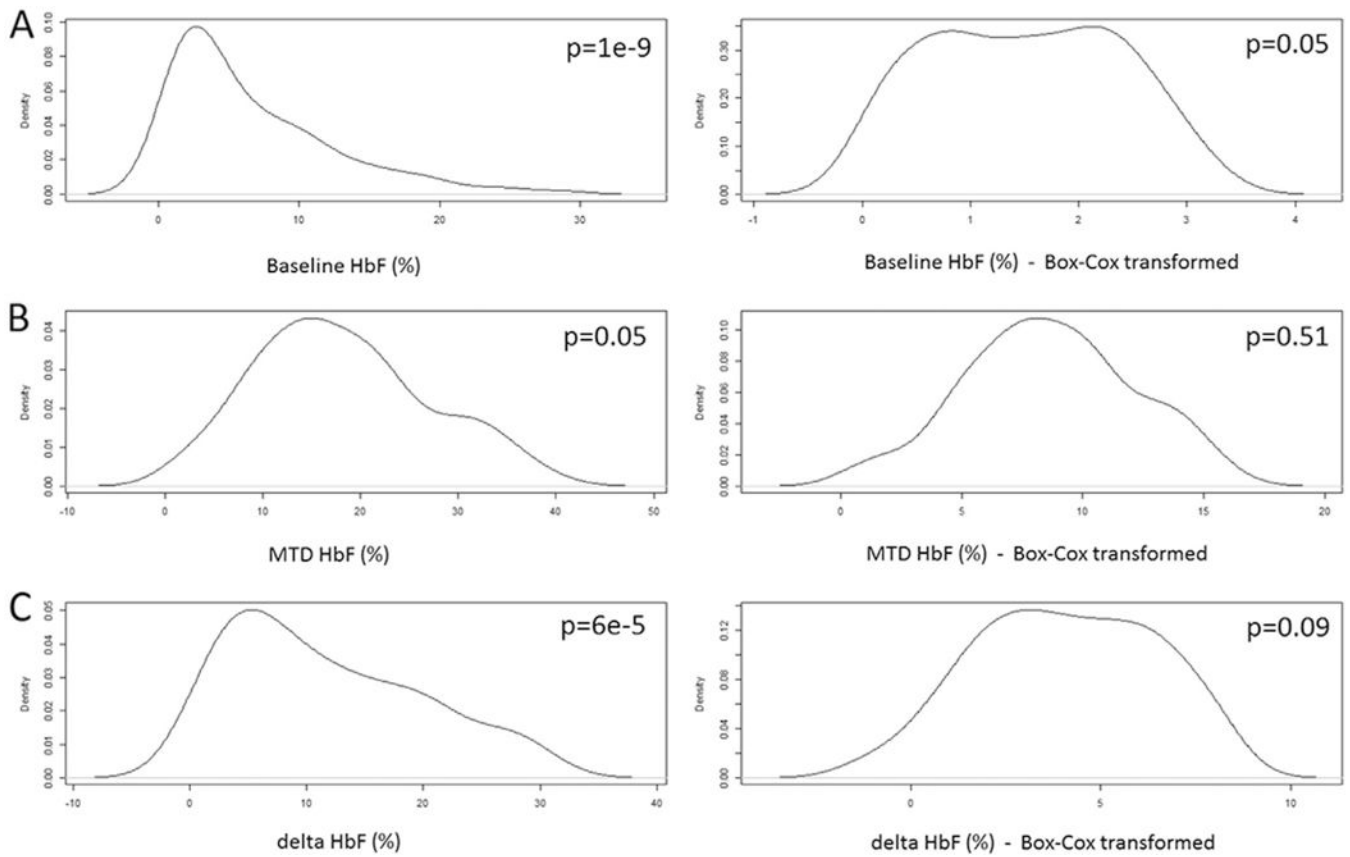 A
p=1e-9
Density
0.00 0.02 0.04 0.06 0.08 0.10
0 10 20 30
Baseline HbF (%)
p=0.05
Density
0.00 0.10 0.20 0.30
-1 0 1 2 3 4
Baseline HbF (%) - Box-Cox transformed
B
p=0.05
Density
0.00 0.01 0.02 0.03 0.04
-10 0 10 20 30 40 50
MTD HbF (%)
p=0.51
Density
0.00 0.02 0.04 0.06 0.08 0.10
0 5 10 15 20
MTD HbF (%) - Box-Cox transformed
C
p=6e-5
Density
0.00 0.01 0.02 0.03 0.04 0.05
-10 0 10 20 30 40
delta HbF (%)
p=0.09
Density
0.00 0.04 0.08 0.12
0 5 10
delta HbF (%) - Box-Cox transformed